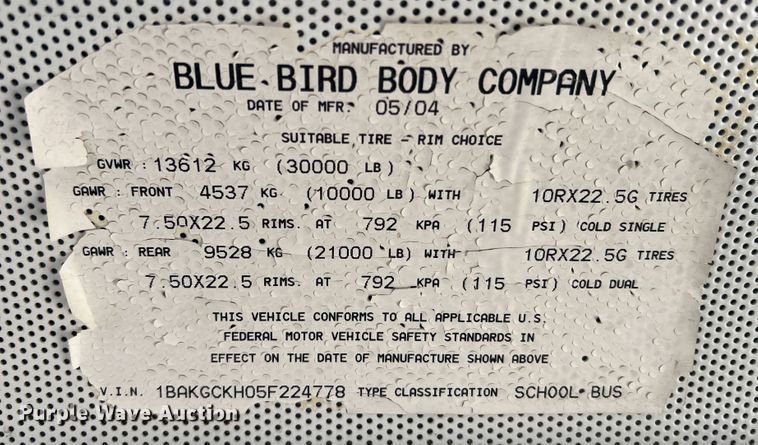 MANUFACTURED BY
BLUE BIRD BODY COMPANY
DATE OF MFR. 05/04
SUITABLE TIRE - RIM CHOICE
GVWR : 13612 KG (30000 LB)
GAWR : FRONT 4537 KG (10000 LB) WITH 10RX22.5G TIRES
7.50X22.5 RIMS. AT 792 KPA (115 PSI) COLD SINGLE
GAWR : REAR 9528 KG (21000 LB) WITH 10RX22.5G TIRES
7.50X22.5 RIMS. AT 792 KPA (115 PSI) COLD DUAL
THIS VEHICLE CONFORMS TO ALL APPLICABLE U.S.
FEDERAL MOTOR VEHICLE SAFETY STANDARDS IN
EFFECT ON THE DATE OF MANUFACTURE SHOWN ABOVE
V.I.N. 1BAKGCKH05F224778 TYPE CLASSIFICATION SCHOOL BUS
Purple Wave Auction